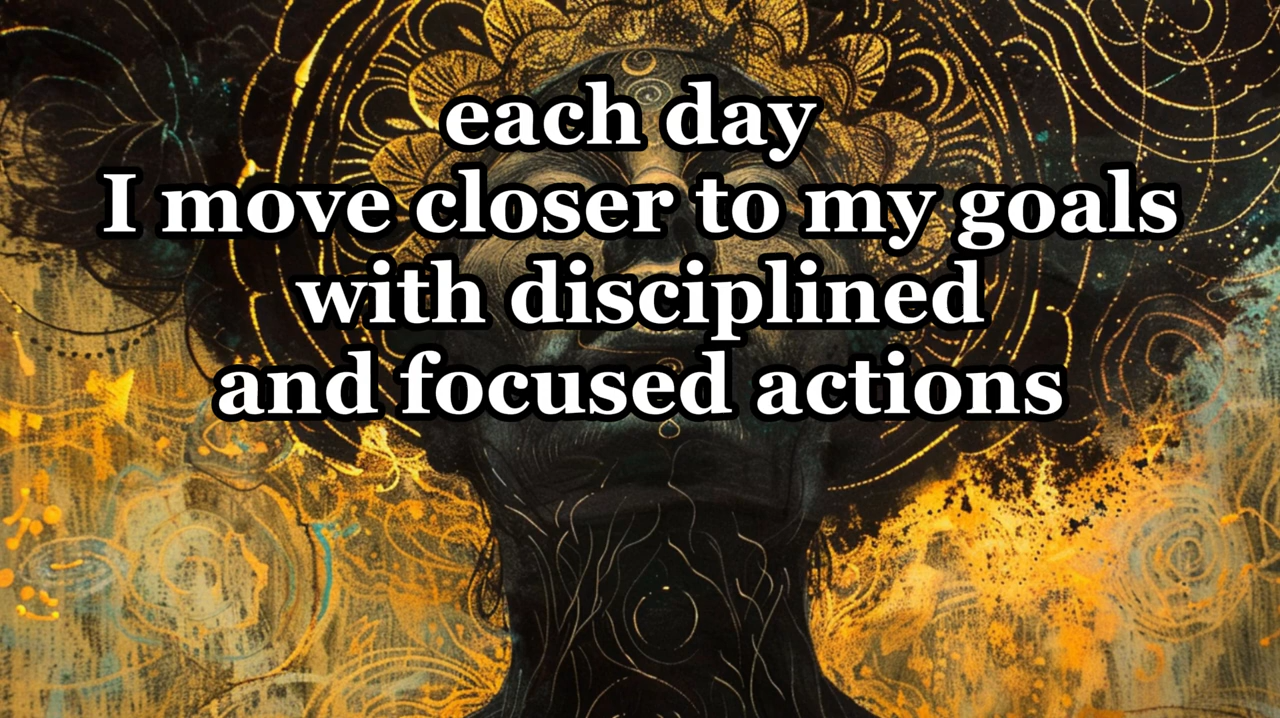 each day
I move closer to my goals
with disciplined
and focused actions